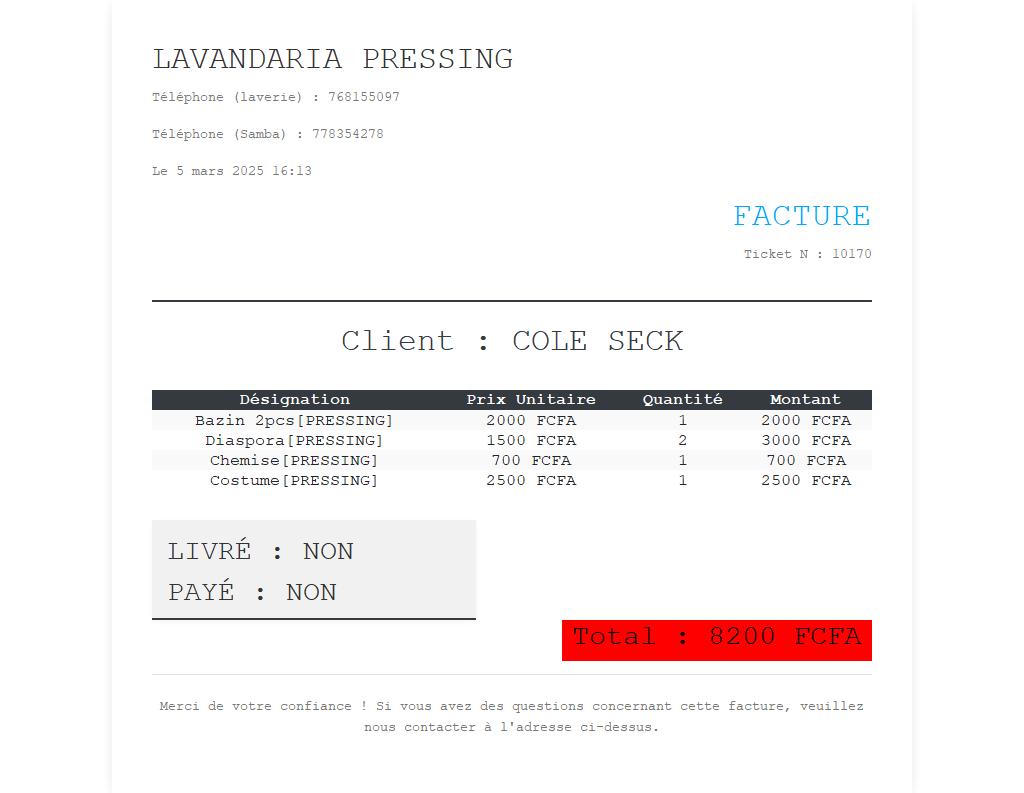 LAVANDARIA PRESSING
Téléphone (laverie) : 768155097
Téléphone (Samba) : 778354278
Le 5 mars 2025 16:13
FACTURE
Ticket N : 10170
Client : COLE SECK
Désignation Prix Unitaire Quantité Montant
Bazin 2pcs[PRESSING] 2000 FCFA 1 2000 FCFA
Diaspora[PRESSING] 1500 FCFA 2 3000 FCFA
Chemise[PRESSING] 700 FCFA 1 700 FCFA
Costume[PRESSING] 2500 FCFA 1 2500 FCFA
LIVRÉ : NON
PAYÉ : NON
Total : 8200 FCFA
Merci de votre confiance ! Si vous avez des questions concernant cette facture, veuillez
nous contacter à l'adresse ci-dessus.